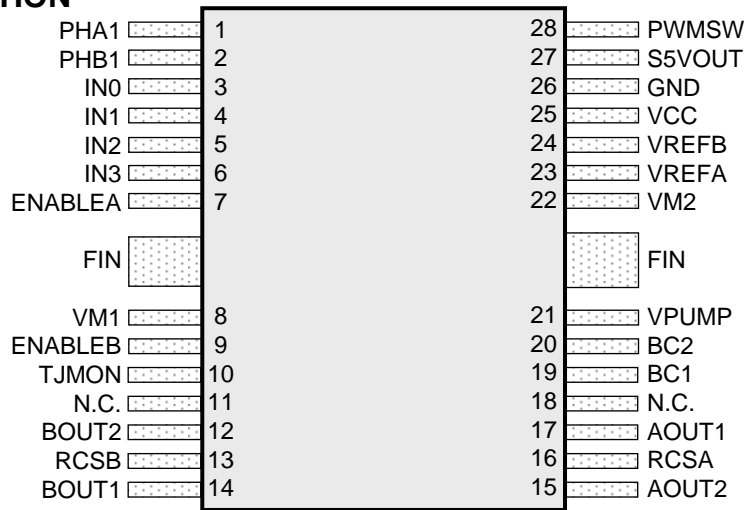 PHA1 1 28 PWMSW
PHB1 2 27 S5VOUT
IN0 3 26 GND
IN1 4 25 VCC
IN2 5 24 VREFB
IN3 6 23 VREFA
ENABLEA 7 22 VM2
FIN FIN
VM1 8 21 VPUMP
ENABLEB 9 20 BC2
TJMON 10 19 BC1
N.C. 11 18 N.C.
BOUT2 12 17 AOUT1
RCSB 13 16 RCSA
BOUT1 14 15 AOUT2